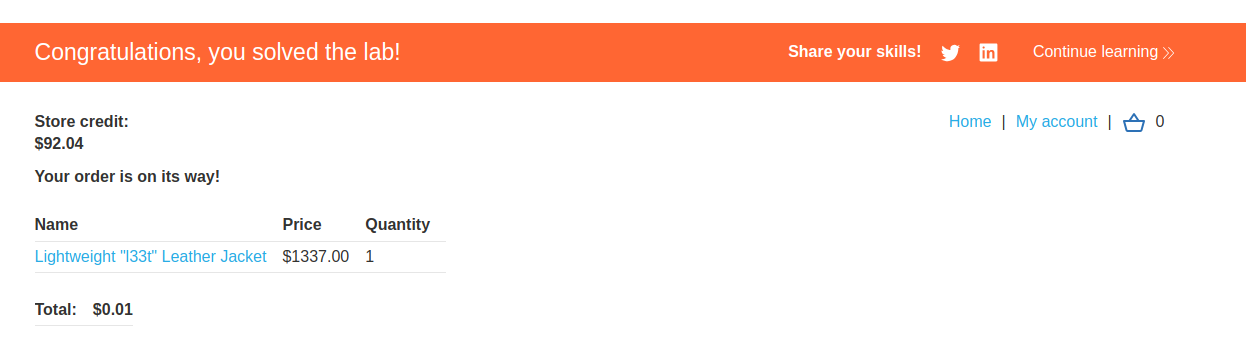 Congratulations, you solved the lab!
Share your skills!
Continue learning
Store credit:
$92.04
Home | My account | 0
Your order is on its way!
Name Price Quantity
Lightweight "l33t" Leather Jacket $1337.00 1
Total: $0.01